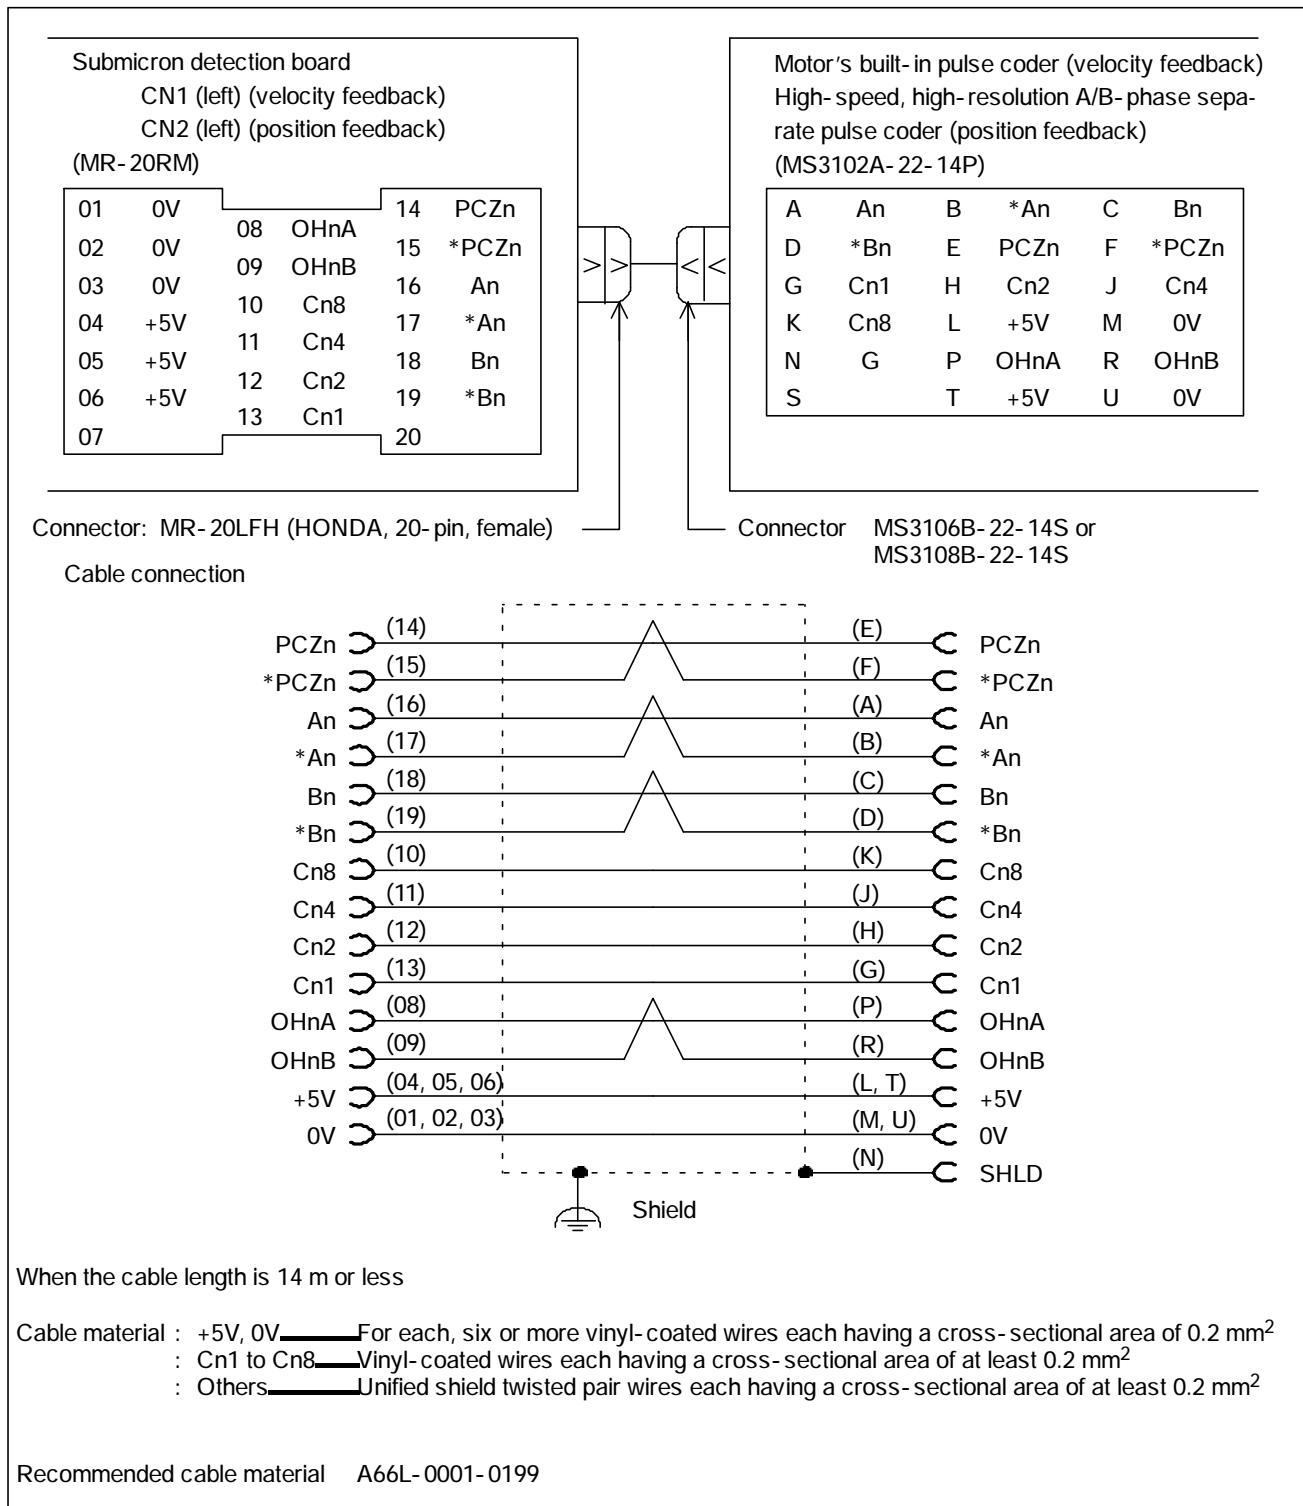 Submicron detection board
CN1 (left) (velocity feedback)
CN2 (left) (position feedback)
(MR-20RM)
01 0V 14 PCZn
08 OHnA
02 0V 15 *PCZn
09 OHnB
03 0V 16 An
10 Cn8
04 +5V 17 *An
11 Cn4
05 +5V 18 Bn
12 Cn2
06 +5V 19 *Bn
13 Cn1
07 20
Motor's built-in pulse coder (velocity feedback)
High-speed, high-resolution A/B-phase sepa-
rate pulse coder (position feedback)
(MS3102A-22-14P)
A An B *An C Bn
D *Bn E PCZn F *PCZn
G Cn1 H Cn2 J Cn4
K Cn8 L +5V M 0V
N G P OHnA R OHnB
S T +5V U 0V
Connector: MR-20LFH (HONDA, 20-pin, female)
Connector MS3106B-22-14S or
MS3108B-22-14S
Cable connection
PCZn (14) (E) PCZn
*PCZn (15) (F) *PCZn
An (16) (A) An
*An (17) (B) *An
Bn (18) (C) Bn
*Bn (19) (D) *Bn
Cn8 (10) (K) Cn8
Cn4 (11) (J) Cn4
Cn2 (12) (H) Cn2
Cn1 (13) (G) Cn1
OHnA (08) (P) OHnA
OHnB (09) (R) OHnB
+5V (04, 05, 06) (L, T) +5V
0V (01, 02, 03) (M, U) 0V
(N) SHLD
Shield
When the cable length is 14 m or less
Cable material : +5V, 0V For each, six or more vinyl-coated wires each having a cross-sectional area of 0.2 mm²
: Cn1 to Cn8 Vinyl-coated wires each having a cross-sectional area of at least 0.2 mm²
: Others Unified shield twisted pair wires each having a cross-sectional area of at least 0.2 mm²
Recommended cable material A66L-0001-0199